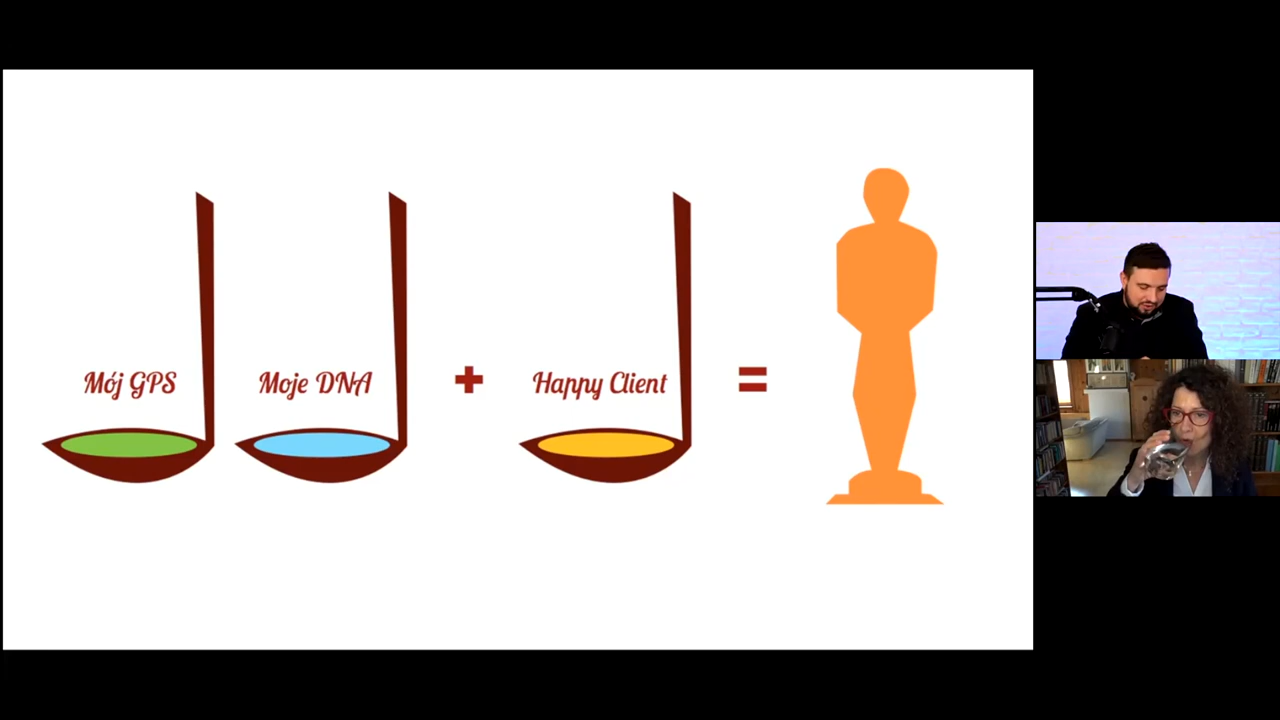 Mój GPS
Moje DNA
+
Happy Client
=